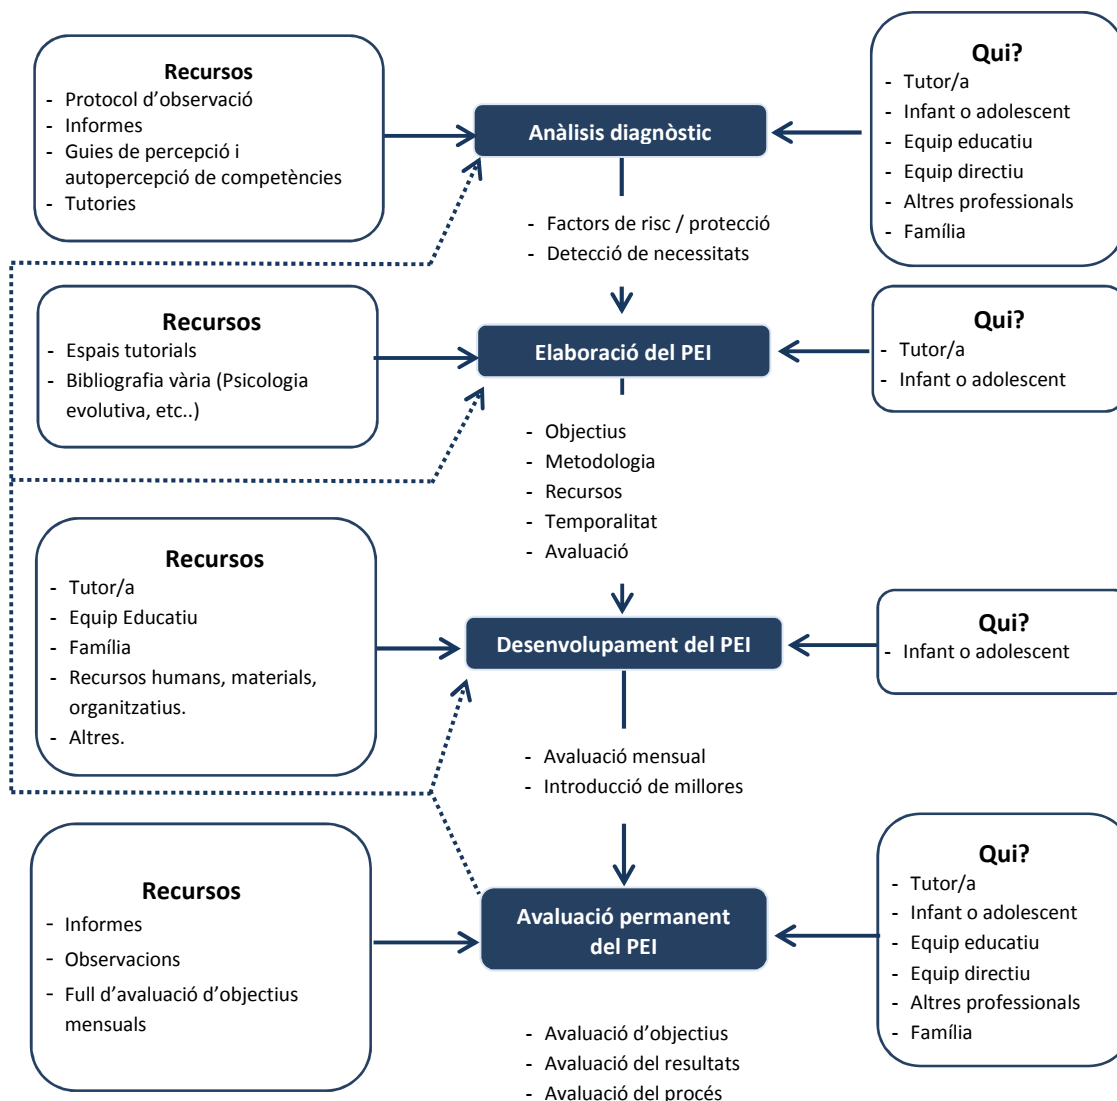 Recursos
- Protocol d'observació
- Informes
- Guies de percepció i
autopercepció de competències
- Tutories
Anàlisis diagnòstic
Qui?
- Tutor/a
- Infant o adolescent
- Equip educatiu
- Equip directiu
- Altres professionals
- Família
- Factors de risc / protecció
- Detecció de necessitats
Recursos
- Espais tutorials
- Bibliografia vària (Psicologia
evolutiva, etc..)
Elaboració del PEI
Qui?
- Tutor/a
- Infant o adolescent
- Objectius
- Metodologia
- Recursos
- Temporalitat
- Avaluació
Recursos
- Tutor/a
- Equip Educatiu
- Família
- Recursos humans, materials,
organitzatius.
- Altres.
Desenvolupament del PEI
Qui?
- Infant o adolescent
- Avaluació mensual
- Introducció de millores
Recursos
- Informes
- Observacions
- Full d'avaluació d'objectius
mensuals
Avaluació permanent
del PEI
Qui?
- Tutor/a
- Infant o adolescent
- Equip educatiu
- Equip directiu
- Altres professionals
- Família
- Avaluació d'objectius
- Avaluació del resultats
- Avaluació del procés